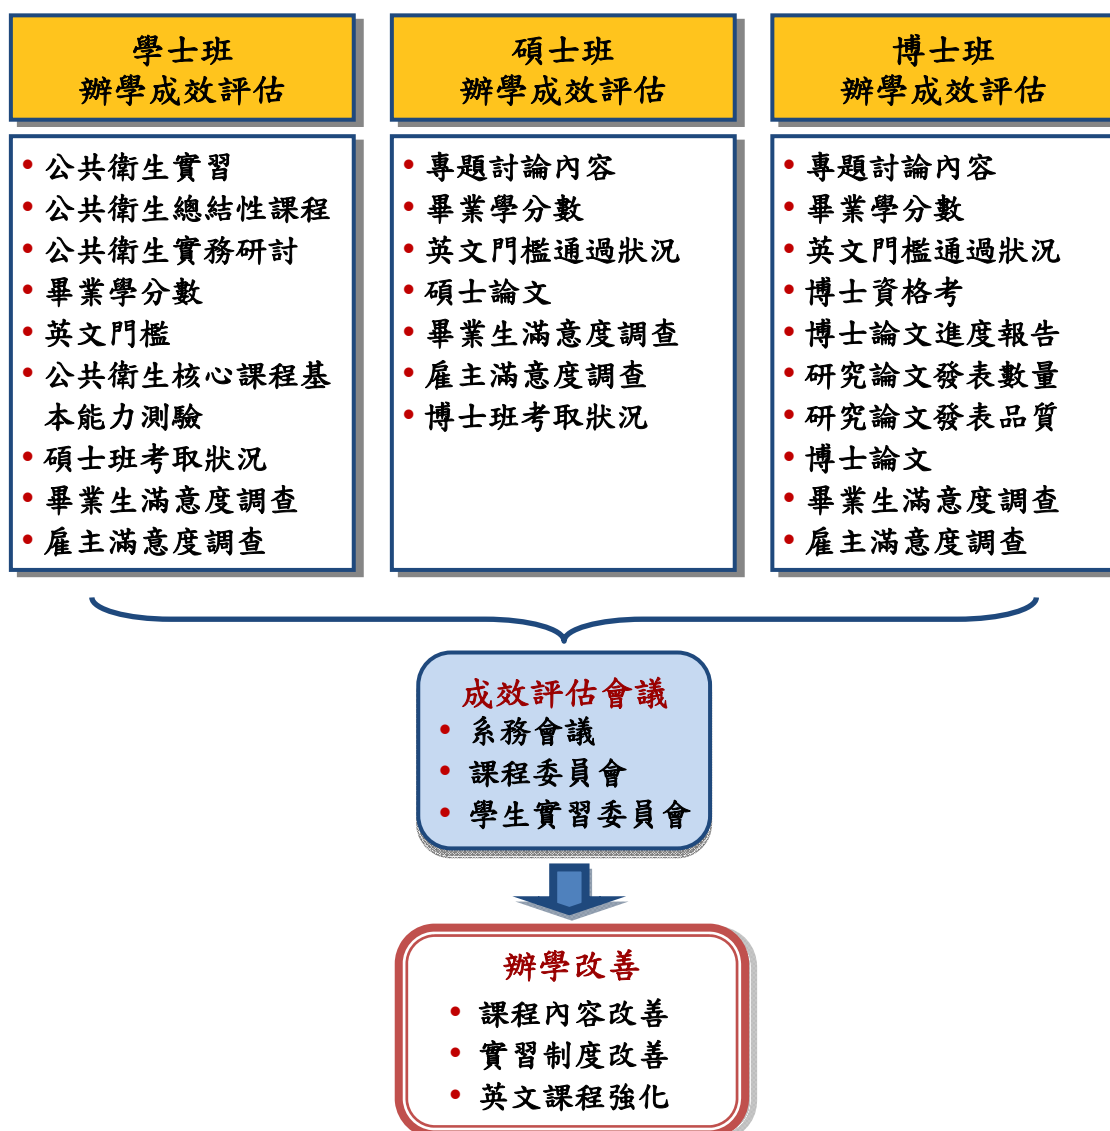 學士班
辦學成效評估
• 公共衛生實習
• 公共衛生總結性課程
• 公共衛生實務研討
• 畢業學分數
• 英文門檻
• 公共衛生核心課程基
本能力測驗
• 碩士班考取狀況
• 畢業生滿意度調查
• 雇主滿意度調查
碩士班
辦學成效評估
• 專題討論內容
• 畢業學分數
• 英文門檻通過狀況
• 碩士論文
• 畢業生滿意度調查
• 雇主滿意度調查
• 博士班考取狀況
博士班
辦學成效評估
• 專題討論內容
• 畢業學分數
• 英文門檻通過狀況
• 博士資格考
• 博士論文進度報告
• 研究論文發表數量
• 研究論文發表品質
• 博士論文
• 畢業生滿意度調查
• 雇主滿意度調查
成效評估會議
• 系務會議
• 課程委員會
• 學生實習委員會
辦學改善
• 課程內容改善
• 實習制度改善
• 英文課程強化